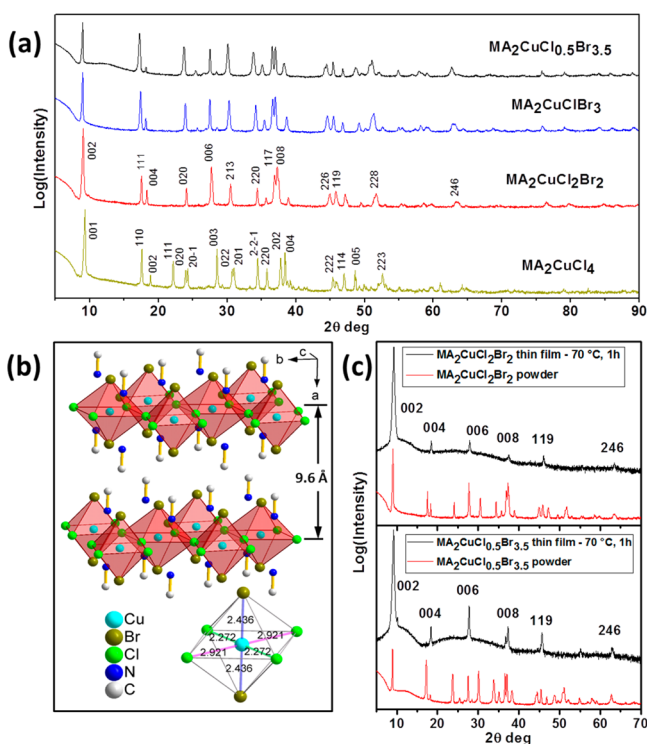 (a)
MA2CuCl0.5Br3.5
MA2CuClBr3
MA2CuCl2Br2
MA2CuCl4
Log(Intensity)
002
111
004
020
006
213
220
117
008
226
119
228
246
001
110
002
111
020
20-1
003
022
201
2-2-1
220
202
004
222
114
005
223
10 20 30 40 50 60 70 80 90
2θ deg
(b)
b c
a
9.6 Å
Cu
Br
Cl
N
C
2.436
2.921
2.272
2.272
2.921
2.436
(c)
Log(Intensity)
MA2CuCl2Br2 thin film - 70 °C, 1h
MA2CuCl2Br2 powder
002
004
006
008
119
246
MA2CuCl0.5Br3.5 thin film - 70 °C, 1h
MA2CuCl0.5Br3.5 powder
002
004
006
008
119
246
10 20 30 40 50 60 70
2θ deg